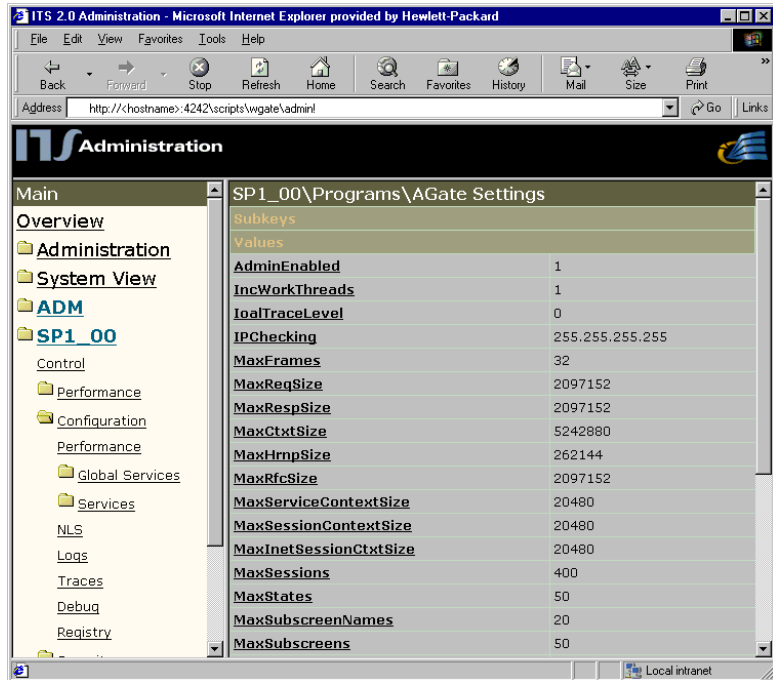 ITS 2.0 Administration - Microsoft Internet Explorer provided by Hewlett-Packard
File Edit View Favorites Tools Help
Back Forward Stop Refresh Home Search Favorites History Mail Size Print »
Address http://<hostname>:4242\scripts\wgate\admin! Go Links
ITS Administration
Main
Overview
Administration
System View
ADM
SP1_00
Control
Performance
Configuration
Performance
Global Services
Services
NLS
Logs
Traces
Debug
Registry
SP1_00\Programs\AGate Settings
Subkeys
Values
AdminEnabled 1
IncWorkThreads 1
IoalTraceLevel 0
IPChecking 255.255.255.255
MaxFrames 32
MaxReqSize 2097152
MaxRespSize 2097152
MaxCtxtSize 5242880
MaxHrnpSize 262144
MaxRfcSize 2097152
MaxServiceContextSize 20480
MaxSessionContextSize 20480
MaxInetSessionCtxtSize 20480
MaxSessions 400
MaxStates 50
MaxSubscreenNames 20
MaxSubscreens 50
Local intranet